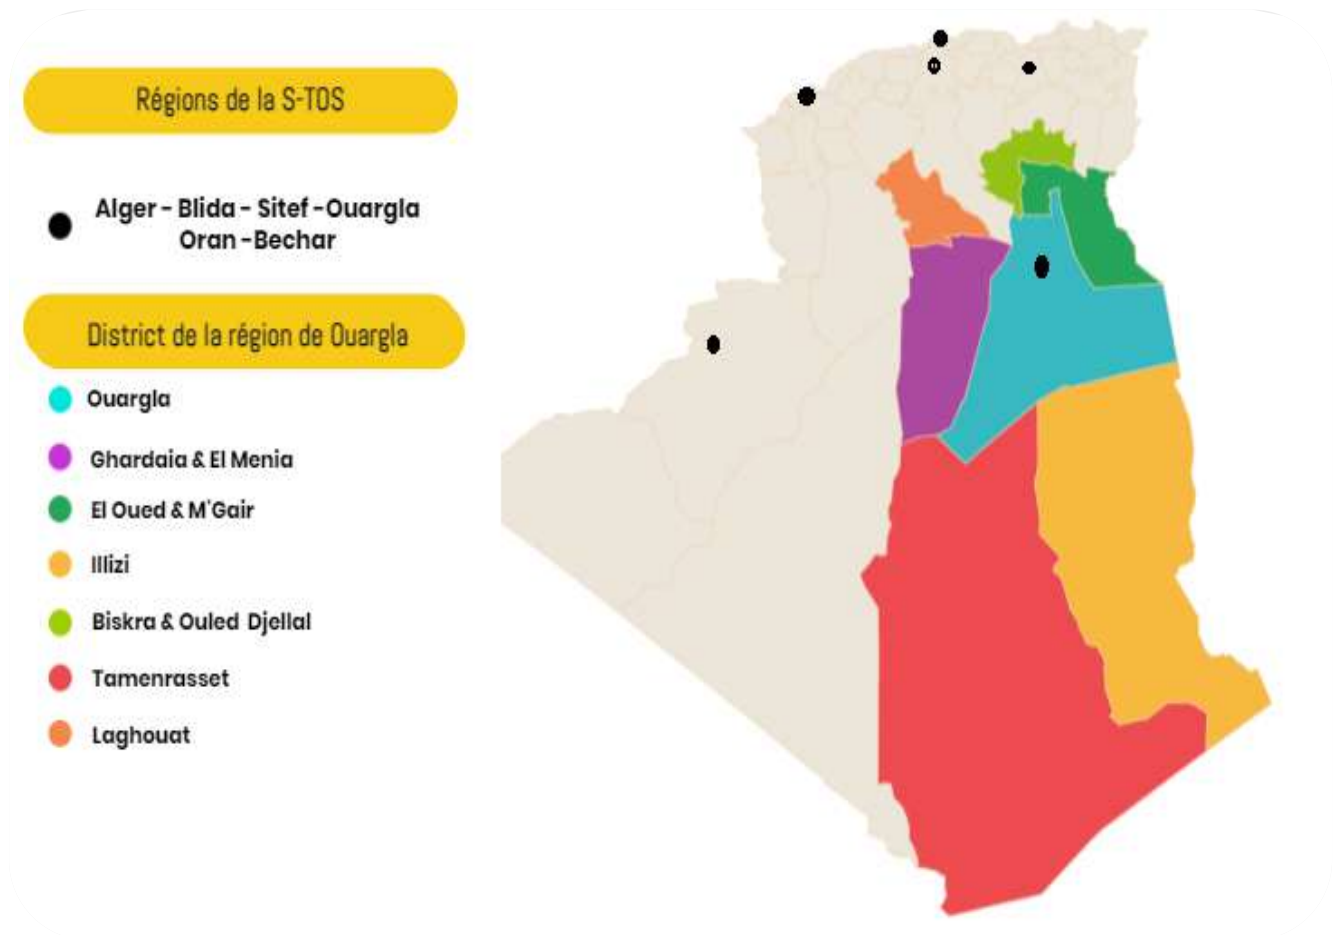 Régions de la S-TOS
Alger - Blida - Sitef -Ouargla
Oran -Bechar
District de la région de Ouargla
Ouargla
Ghardaia & El Menia
El Oued & M'Gair
Illizi
Biskra & Ouled Djellal
Tamenrasset
Laghouat